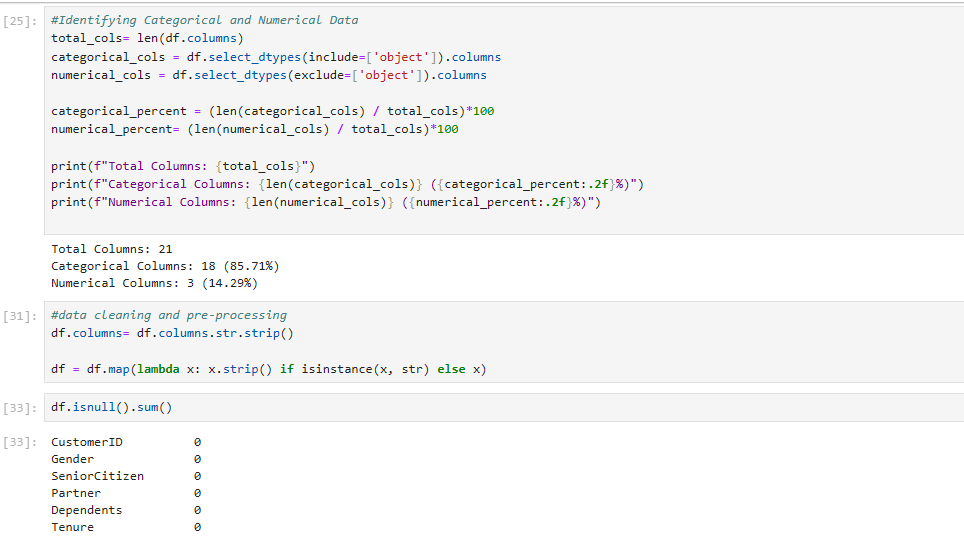 [25]: #Identifying Categorical and Numerical Data
total_cols= len(df.columns)
categorical_cols = df.select_dtypes(include=['object']).columns
numerical_cols = df.select_dtypes(exclude=['object']).columns
categorical_percent = (len(categorical_cols) / total_cols)*100
numerical_percent= (len(numerical_cols) / total_cols)*100
print(f"Total Columns: {total_cols}")
print(f"Categorical Columns: {len(categorical_cols)} ({categorical_percent:.2f}%)")
print(f"Numerical Columns: {len(numerical_cols)} ({numerical_percent:.2f}%)")
Total Columns: 21
Categorical Columns: 18 (85.71%)
Numerical Columns: 3 (14.29%)
[31]: #data cleaning and pre-processing
df.columns= df.columns.str.strip()
df = df.map(lambda x: x.strip() if isinstance(x, str) else x)
[33]: df.isnull().sum()
[33]: CustomerID 0
Gender 0
SeniorCitizen 0
Partner 0
Dependents 0
Tenure 0